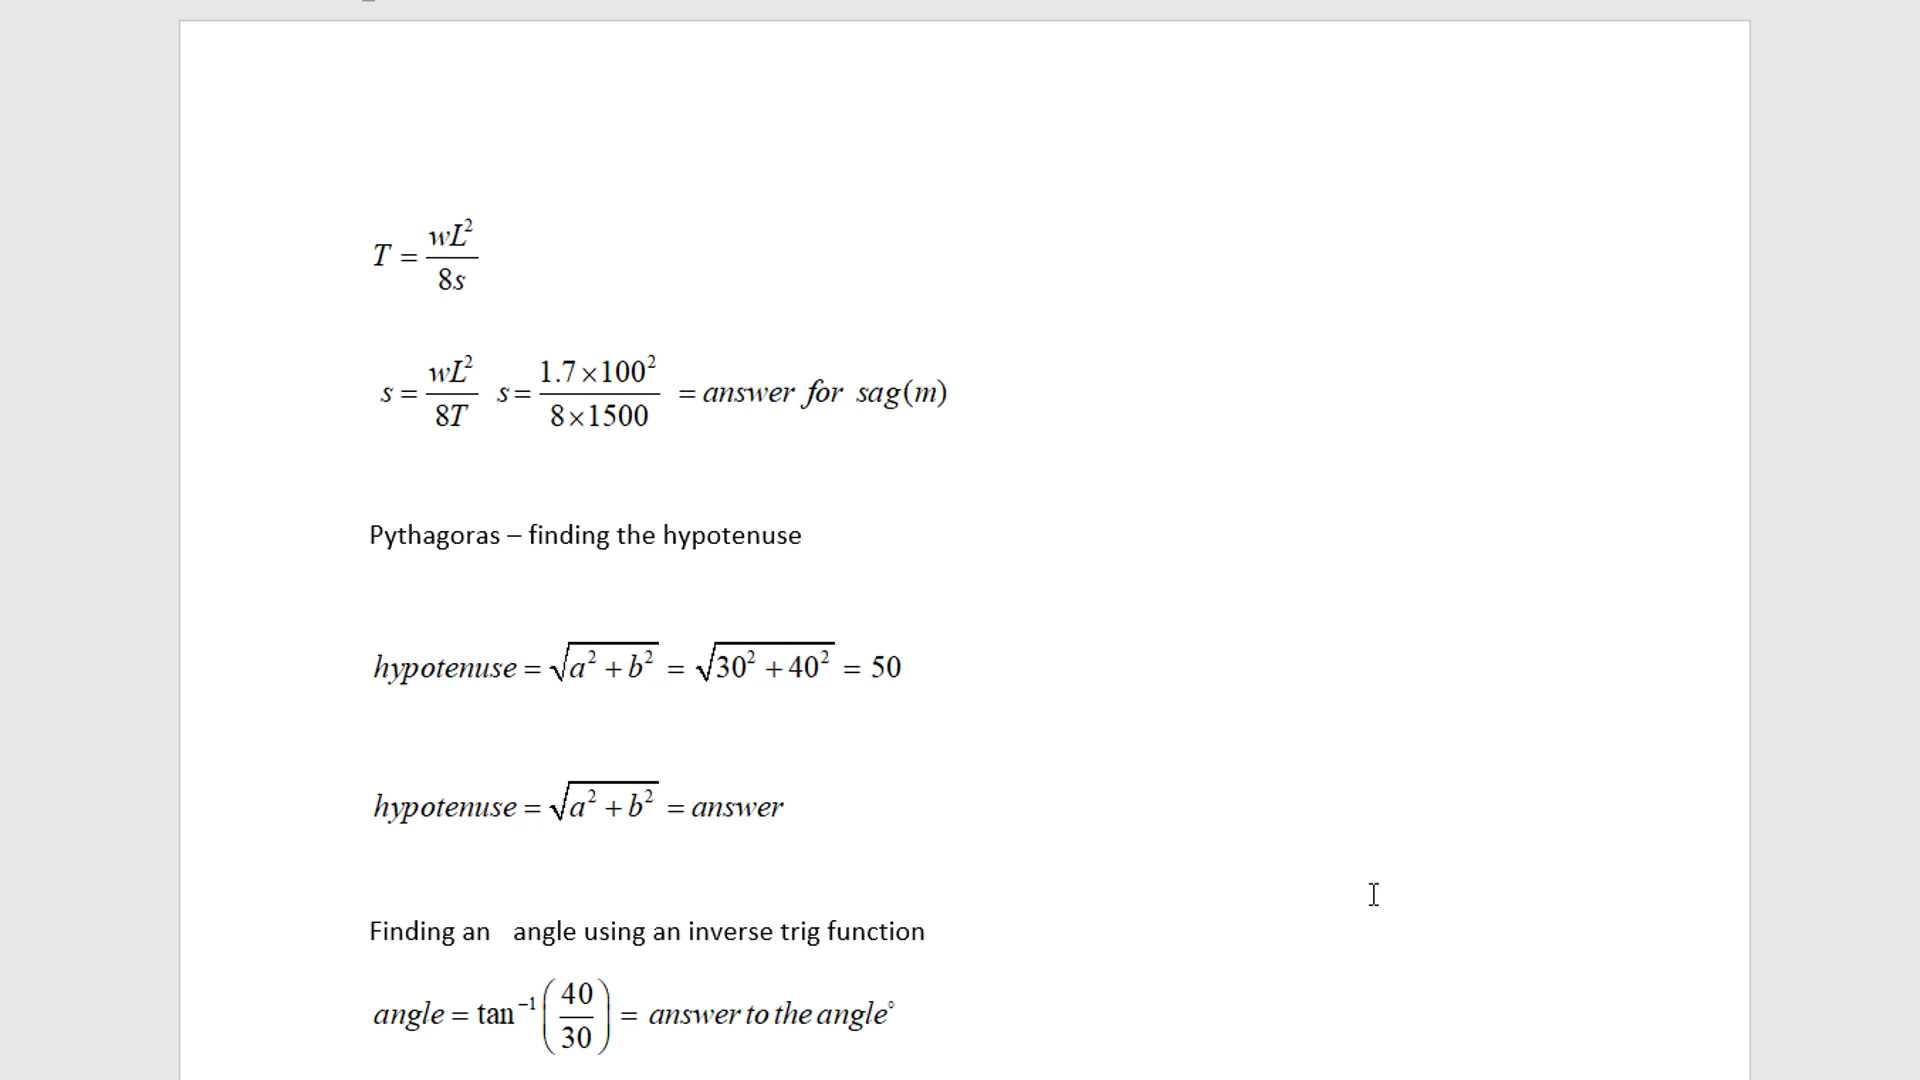 T = wL²/8s
s = wL²/8T s = 1.7×100²/8×1500 = answer for sag(m)
Pythagoras – finding the hypotenuse
hypotenuse = √a² + b² = √30² + 40² = 50
hypotenuse = √a² + b² = answer
Finding an angle using an inverse trig function
angle = tan⁻¹(40/30) = answer to the angle°